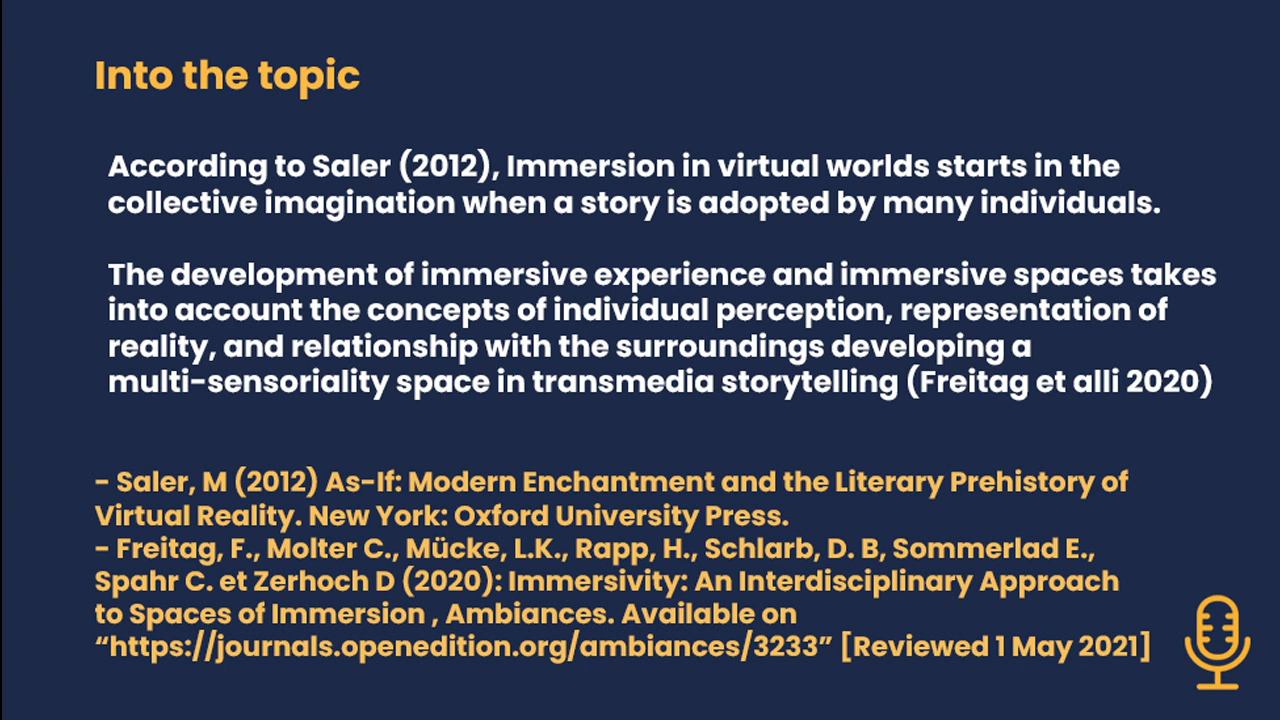 Into the topic
According to Saler (2012), Immersion in virtual worlds starts in the
collective imagination when a story is adopted by many individuals.
The development of immersive experience and immersive spaces takes
into account the concepts of individual perception, representation of
reality, and relationship with the surroundings developing a
multi-sensoriality space in transmedia storytelling (Freitag et alli 2020)
- Saler, M (2012) As-If: Modern Enchantment and the Literary Prehistory of
Virtual Reality. New York: Oxford University Press.
- Freitag, F., Molter C., Mücke, L.K., Rapp, H., Schlarb, D. B, Sommerlad E.,
Spahr C. et Zerhoch D (2020): Immersivity: An Interdisciplinary Approach
to Spaces of Immersion , Ambiances. Available on
“https://journals.openedition.org/ambiances/3233” [Reviewed 1 May 2021]